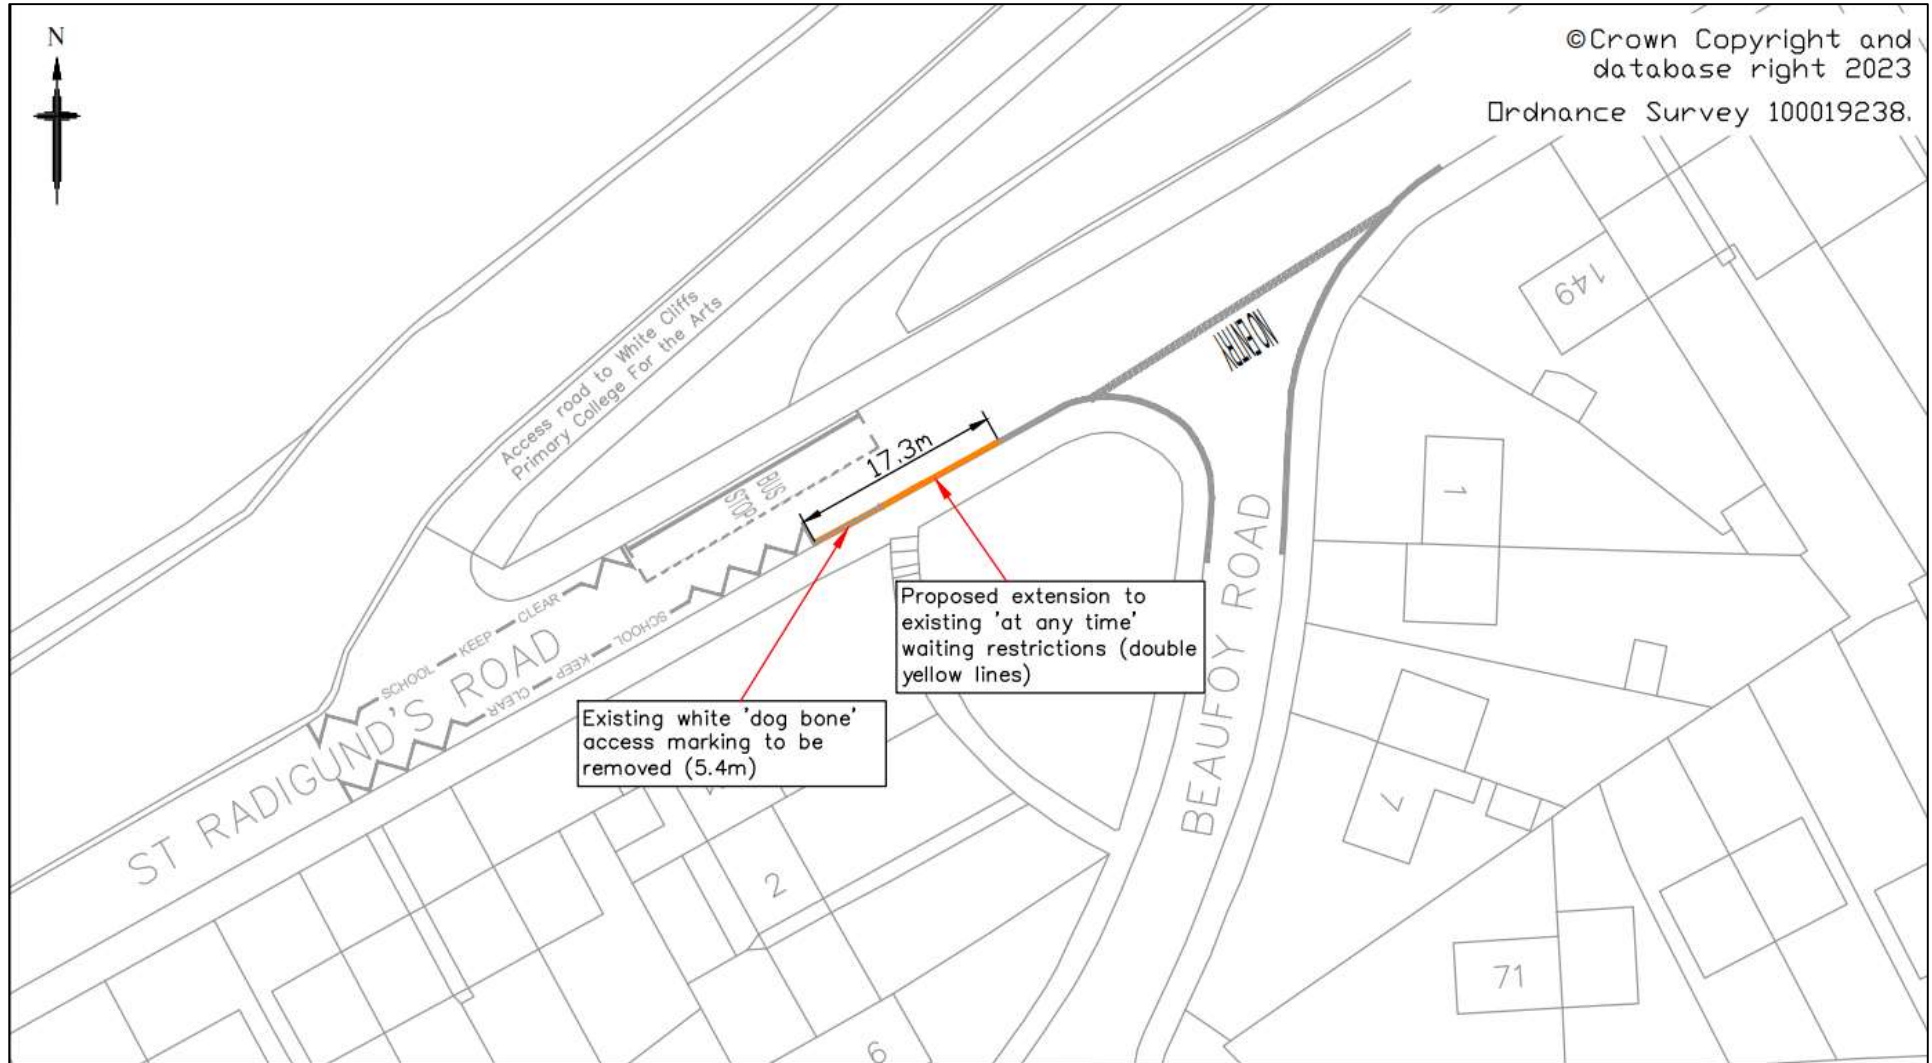 N
©Crown Copyright and
database right 2023
Ordnance Survey 100019238.
Access road to White Cliffs
Primary College For the Arts
149
NO ENTRY
17.3m
BUS
STOP
1
Proposed extension to
existing 'at any time'
waiting restrictions (double
yellow lines)
SCHOOL KEEP CLEAR
SCHOOL KEEP CLEAR
ST RADIGUND'S ROAD
BEAUFOY ROAD
Existing white 'dog bone'
access marking to be
removed (5.4m)
7
2
71
6